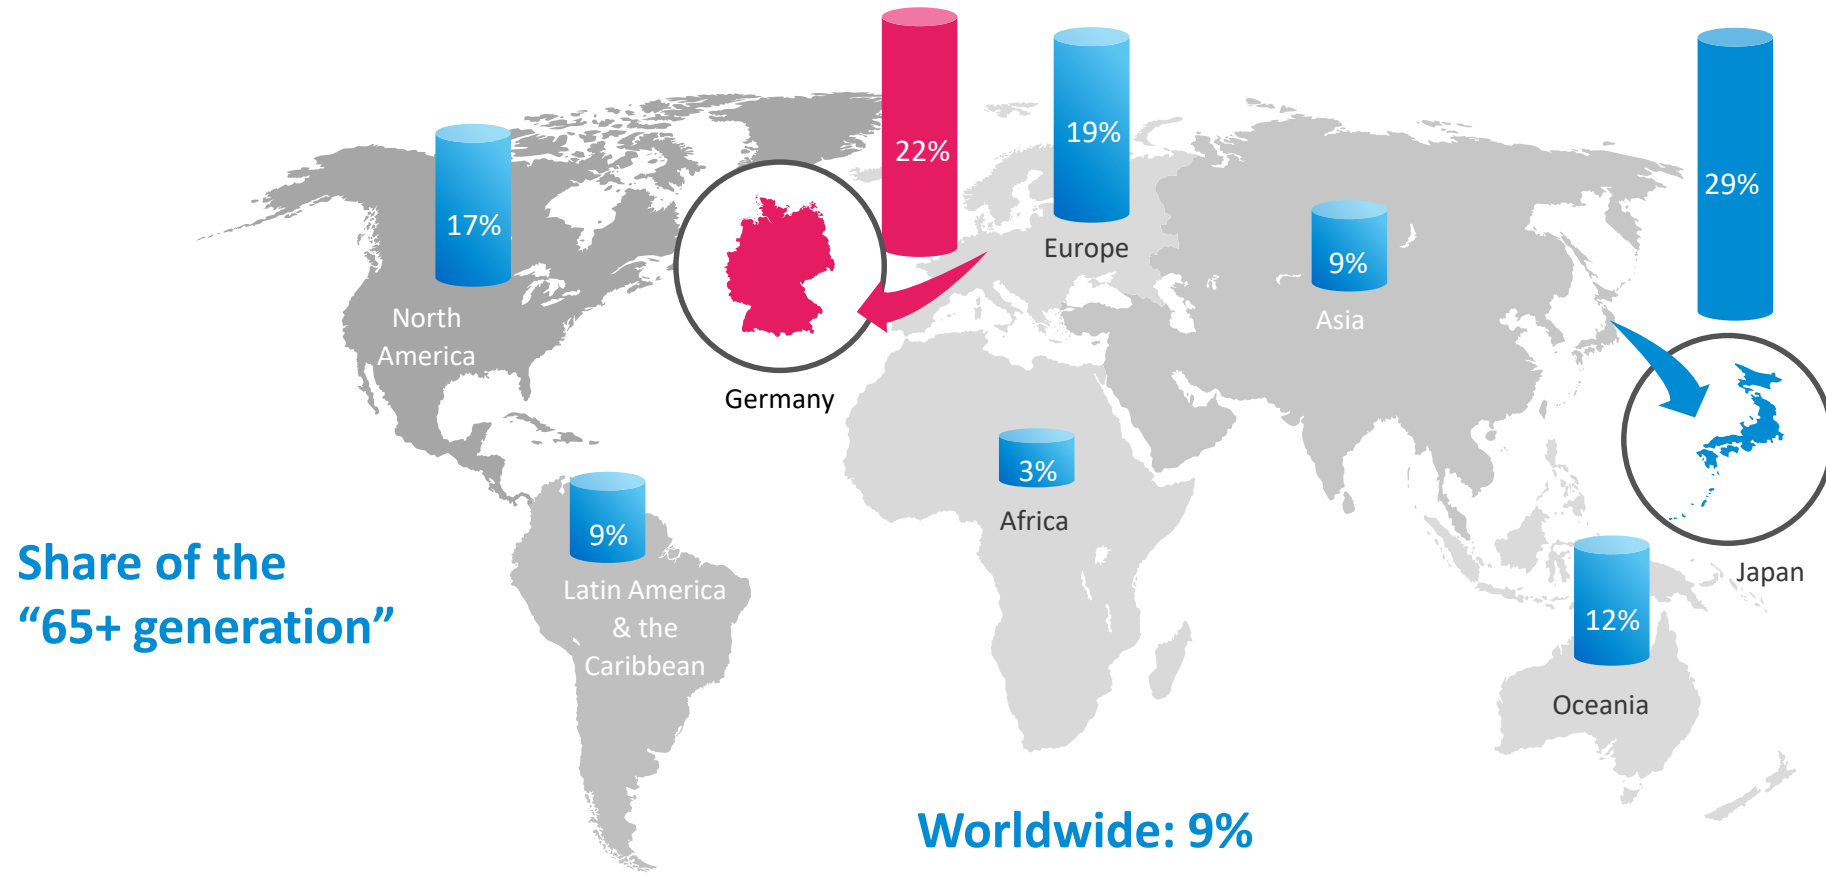 22%
19%
29%
17%
Europe
9%
North
America
Asia
Germany
3%
Africa
9%
Share of the
“65+ generation”
Latin America
& the
Caribbean
Japan
12%
Oceania
Worldwide: 9%